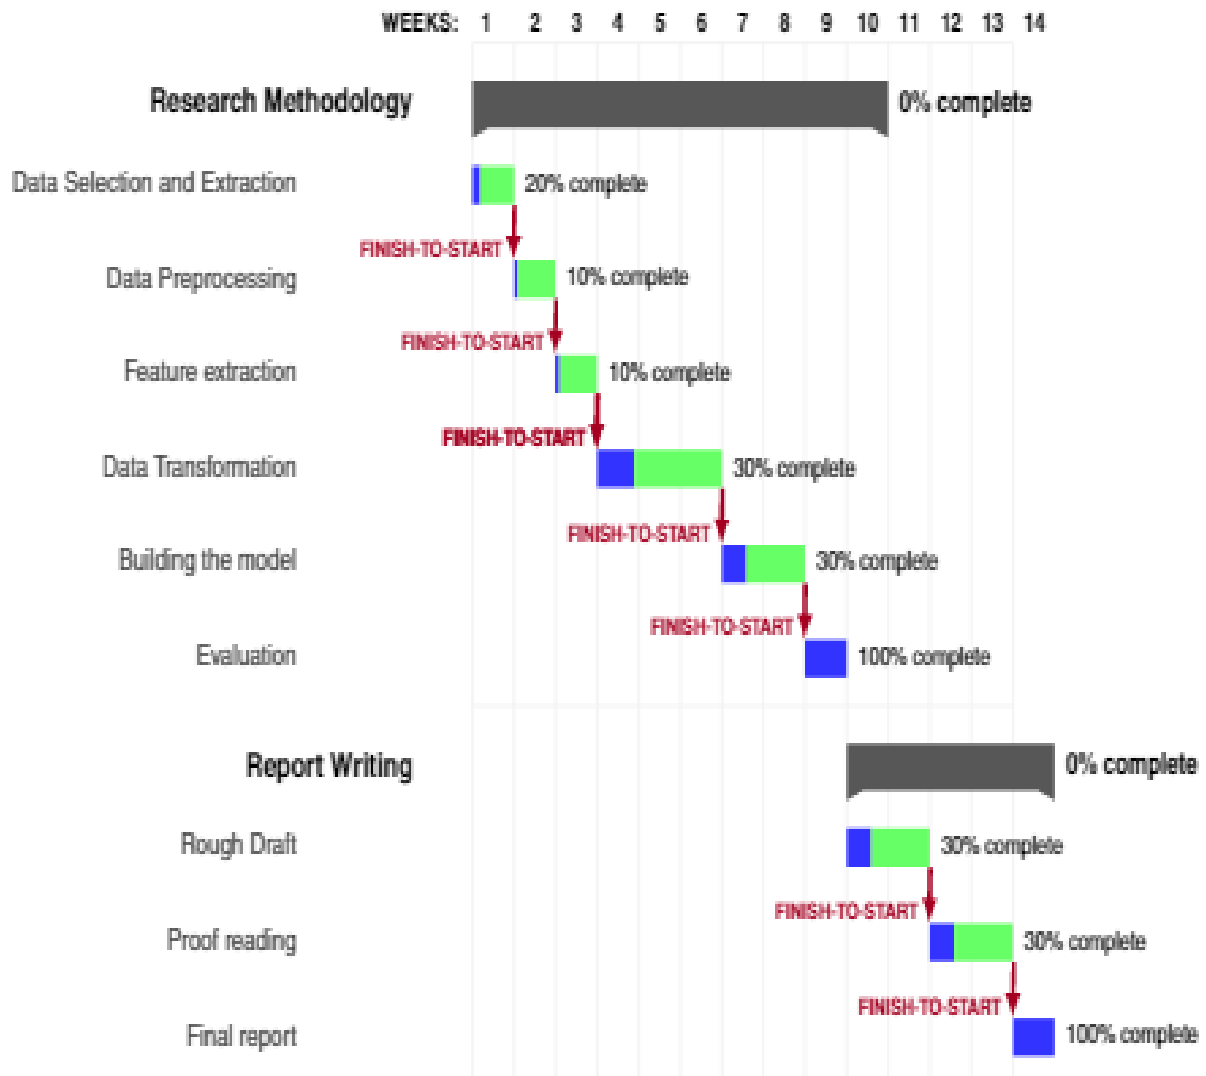 WEEKS: 1 2 3 4 5 6 7 8 9 10 11 12 13 14
Research Methodology 0% complete
Data Selection and Extraction 20% complete
FINISH-TO-START
Data Preprocessing 10% complete
FINISH-TO-START
Feature extraction 10% complete
FINISH-TO-START
Data Transformation 30% complete
FINISH-TO-START
Building the model 30% complete
FINISH-TO-START
Evaluation 100% complete
Report Writing 0% complete
Rough Draft 30% complete
FINISH-TO-START
Proof reading 30% complete
FINISH-TO-START
Final report 100% complete